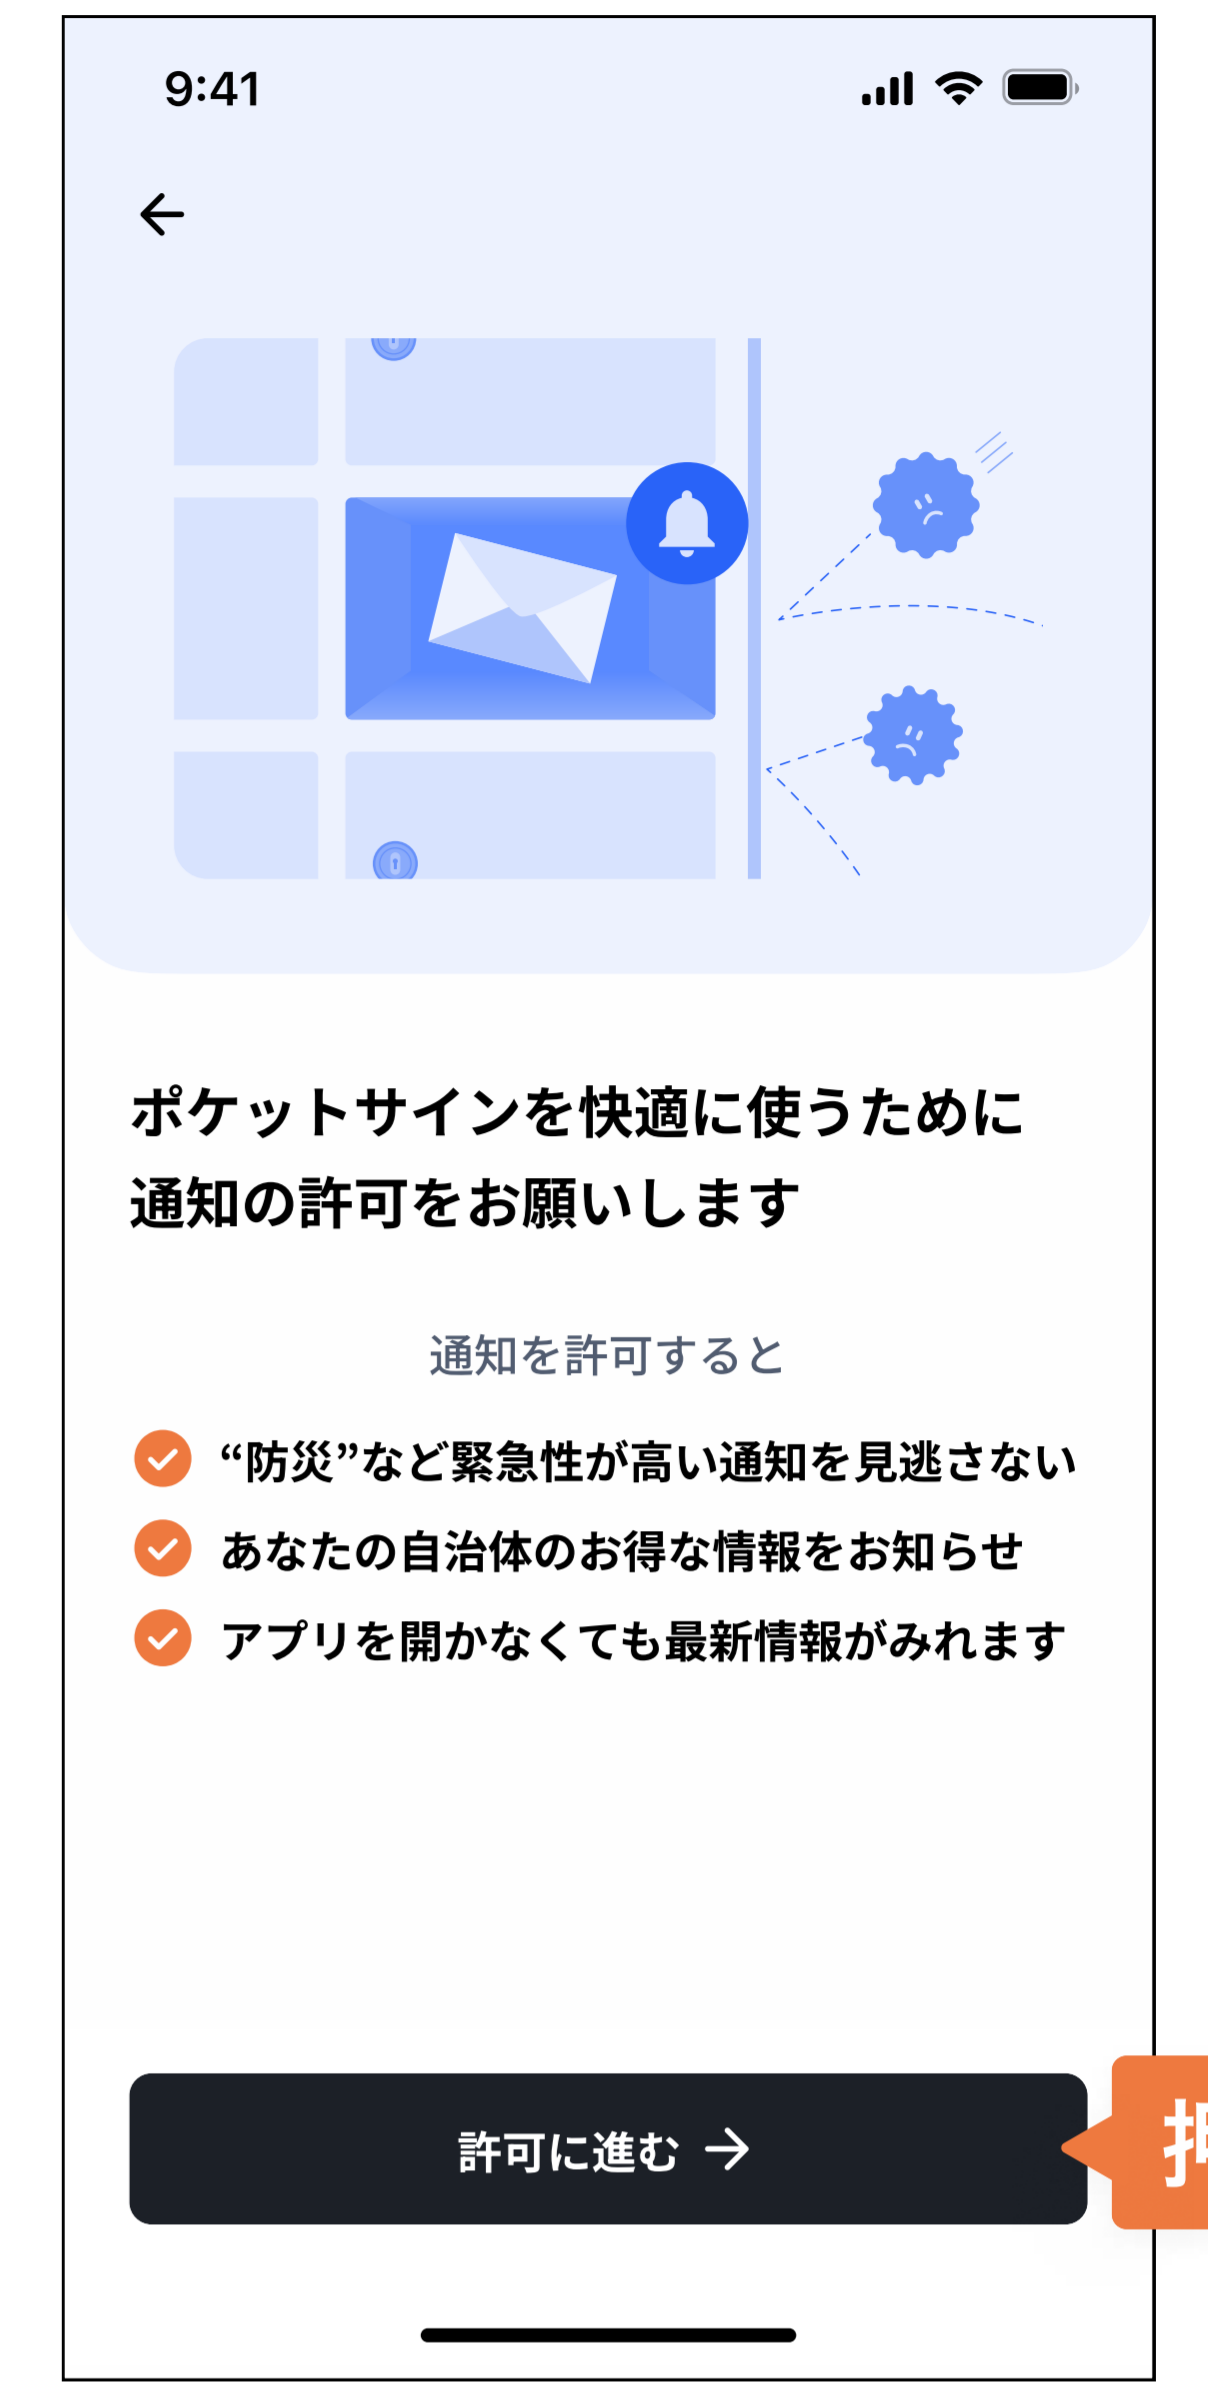 9:41
ポケットサインを快適に使うために
通知の許可をお願いします
通知を許可すると
“防災”など緊急性が高い通知を見逃さない
あなたの自治体のお得な情報をお知らせ
アプリを開かなくても最新情報がみれます
許可に進む →